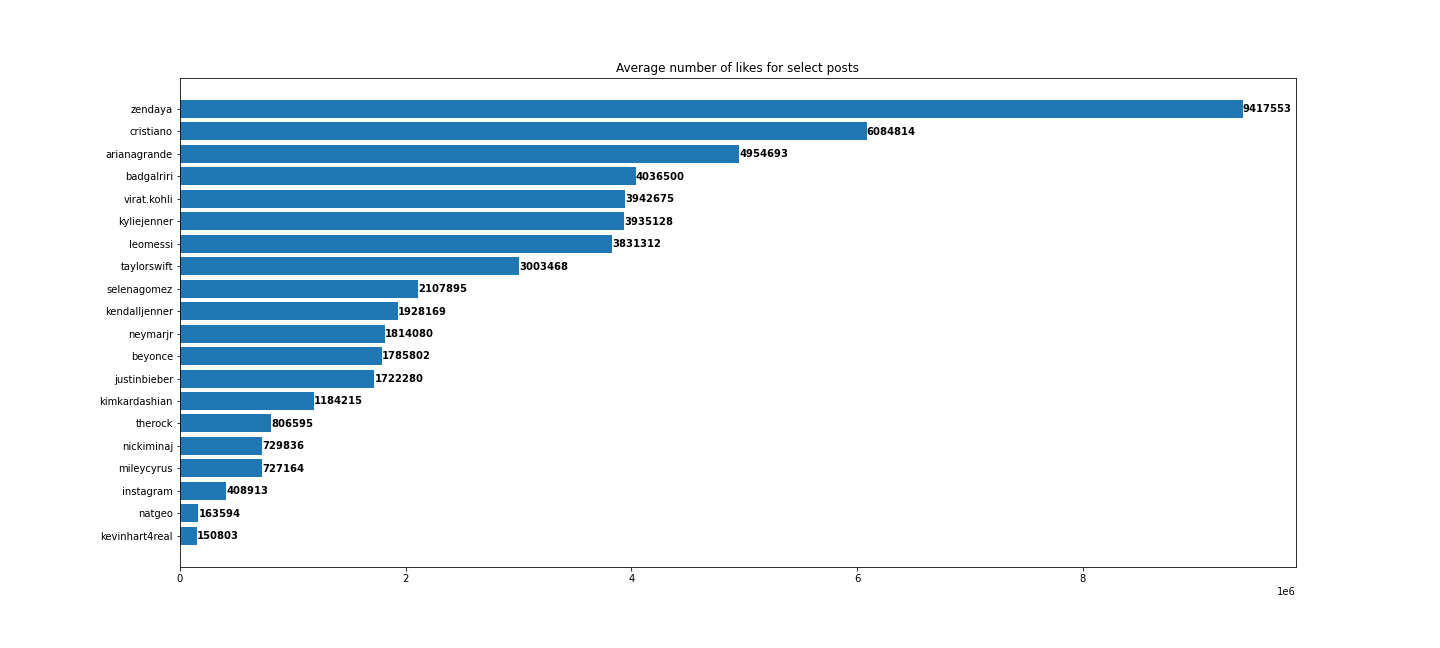 Average number of likes for select posts
zendaya 9417553
cristiano 6084814
arianagrande 4954693
badgalriri 4036500
virat.kohli 3942675
kyliejenner 3935128
leomessi 3831312
taylorswift 3003468
selenagomez 2107895
kendalljenner 1928169
neymarjr 1814080
beyonce 1785802
justinbieber 1722280
kimkardashian 1184215
therock 806595
nickiminaj 729836
mileycyrus 727164
instagram 408913
natgeo 163594
kevinhart4real 150803
0 2 4 6 8
1e6